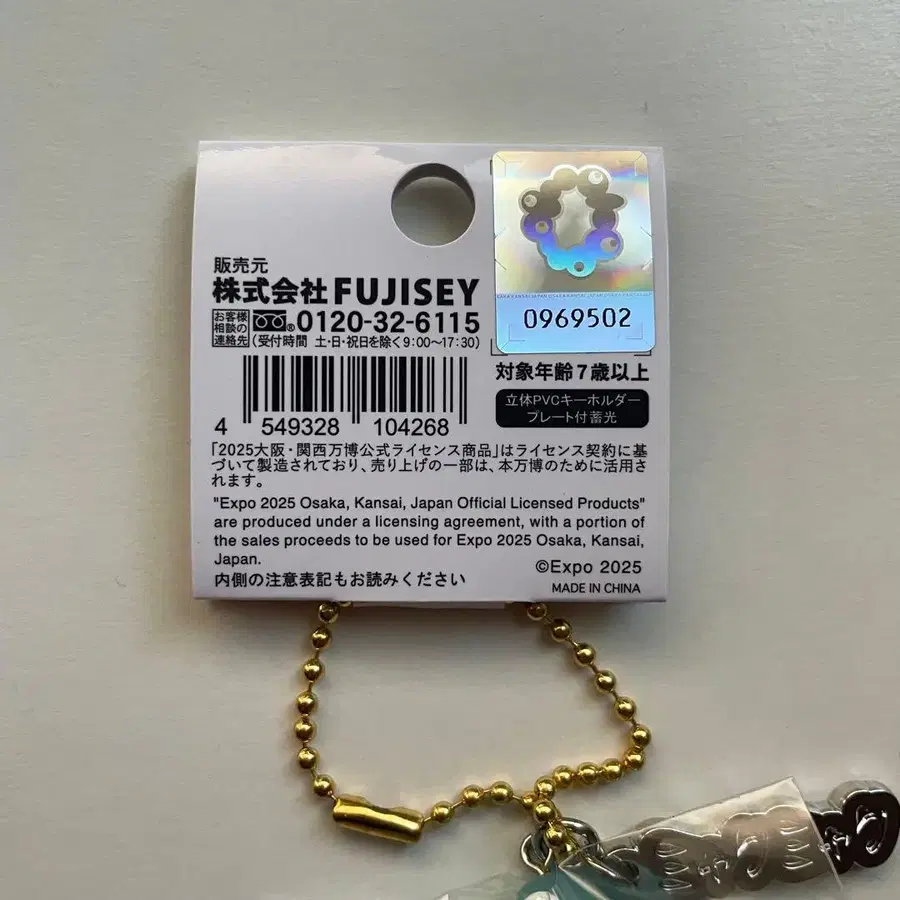 販売元
株式会社FUJISEY
お客様相談の連絡先
0120-32-6115
(受付時間 土・日・祝日を除く9:00〜17:30)
0969502
対象年齢7歳以上
立体PVCキーホルダー
プレート付蓄光
4 549328 104268
「2025大阪・関西万博公式ライセンス商品」はライセンス契約に基
づいて製造されており、売り上げの一部は、本万博のために活用さ
れます。
"Expo 2025 Osaka, Kansai, Japan Official Licensed Products"
are produced under a licensing agreement, with a portion of
the sales proceeds to be used for Expo 2025 Osaka, Kansai,
Japan.
©Expo 2025
内側の注意表記もお読みください
MADE IN CHINA